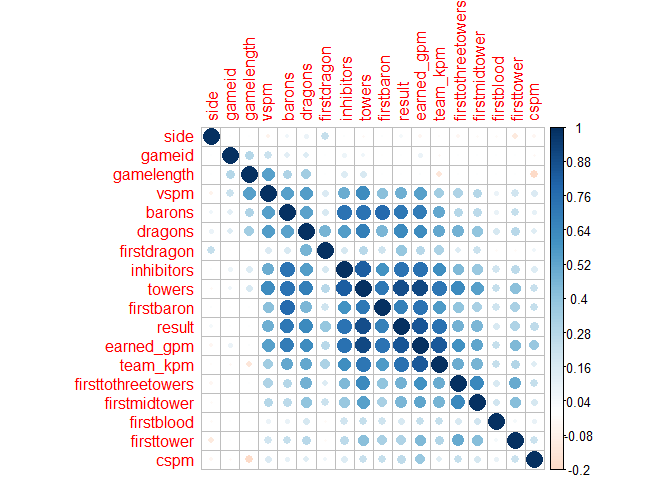 side
gameid
gamelength
vspm
barons
dragons
firstdragon
inhibitors
towers
firstbaron
result
earned_gpm
team_kpm
firsttothreetowers
firstmidtower
firstblood
firsttower
cspm
side
gameid
gamelength
vspm
barons
dragons
firstdragon
inhibitors
towers
firstbaron
result
earned_gpm
team_kpm
firsttothreetowers
firstmidtower
firstblood
firsttower
cspm
1
0.88
0.76
0.64
0.52
0.4
0.28
0.16
0.04
-0.08
-0.2